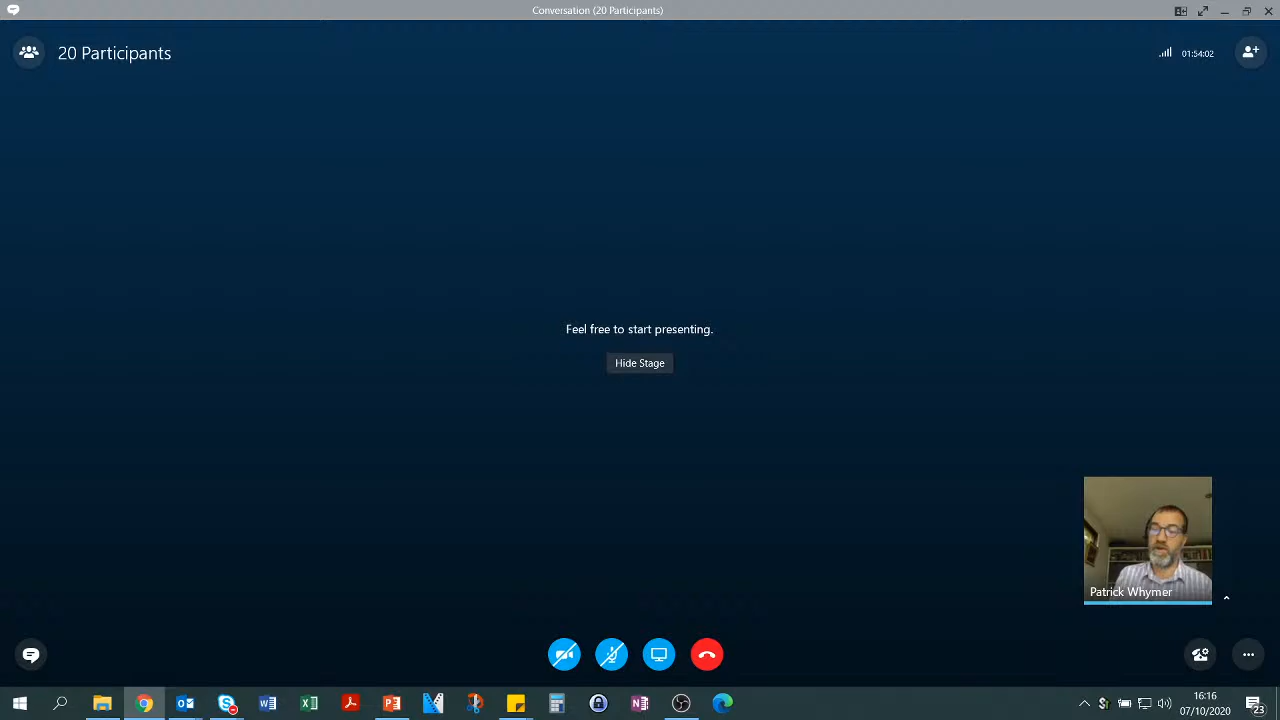 Conversation (20 Participants)
20 Participants
01:54:02
Feel free to start presenting.
Hide Stage
Patrick Whymer
16:16
07/10/2020
23